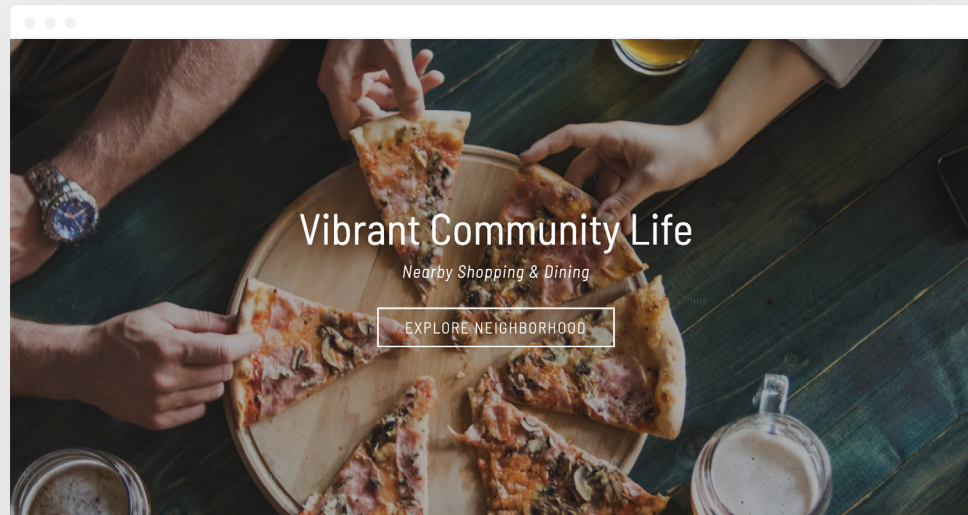 Vibrant Community Life
Nearby Shopping & Dining
EXPLORE NEIGHBORHOOD